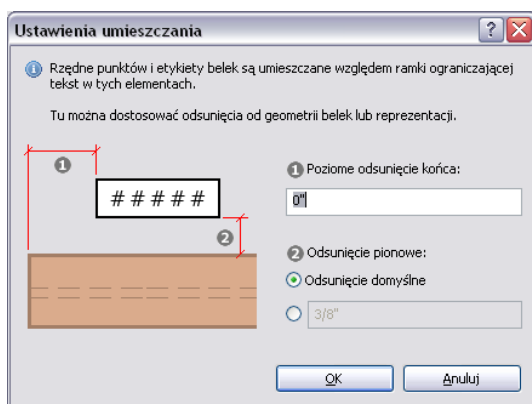 Ustawienia umieszczania
Rzędne punktów i etykiety belek są umieszczane względem ramki ograniczającej
tekst w tych elementach.
Tu można dostosować odsunięcia od geometrii belek lub reprezentacji.
1
# # # # #
2
1 Poziome odsunięcie końca:
0"
2 Odsunięcie pionowe:
Odsunięcie domyślne
3/8"
OK
Anuluj